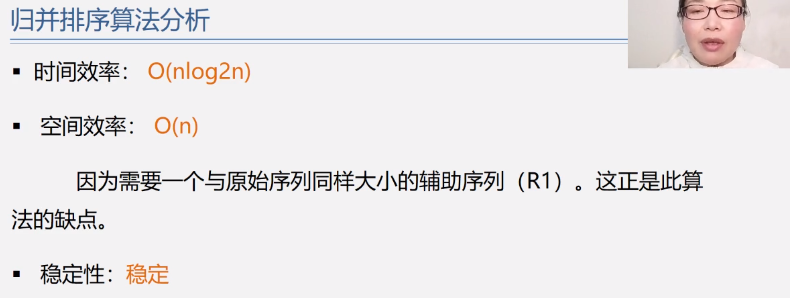 归并排序算法分析
▪ 时间效率： O(nlog2n)
▪ 空间效率： O(n)
因为需要一个与原始序列同样大小的辅助序列（R1）。这正是此算
法的缺点。
▪ 稳定性：稳定